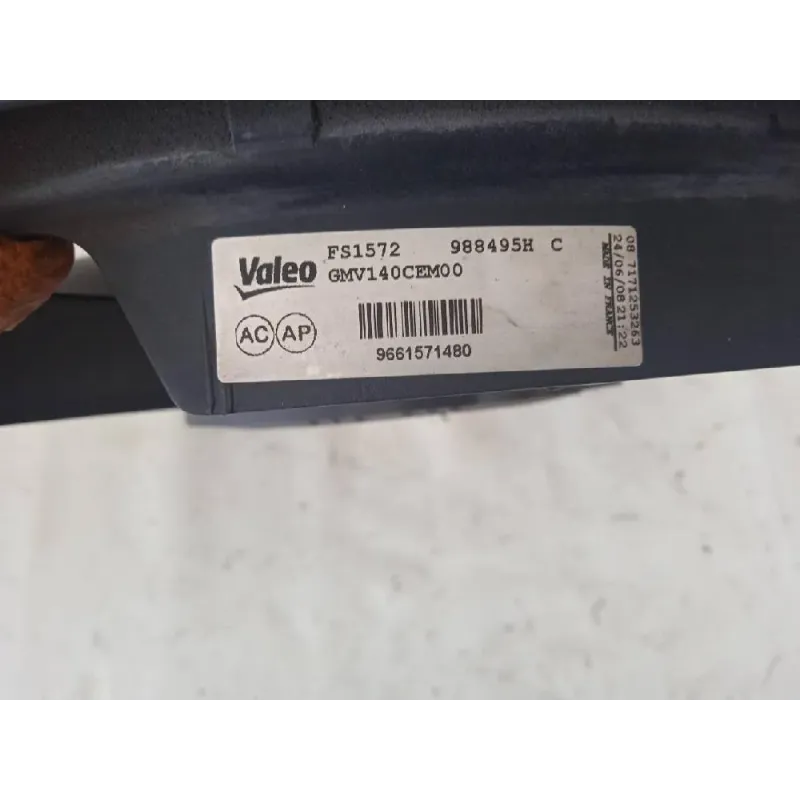 Valeo
FS1572 988495H C
GMV140CEM00
AC AP
9661571480
08 7171253263
24/06/08 21:22
MADE IN FRANCE